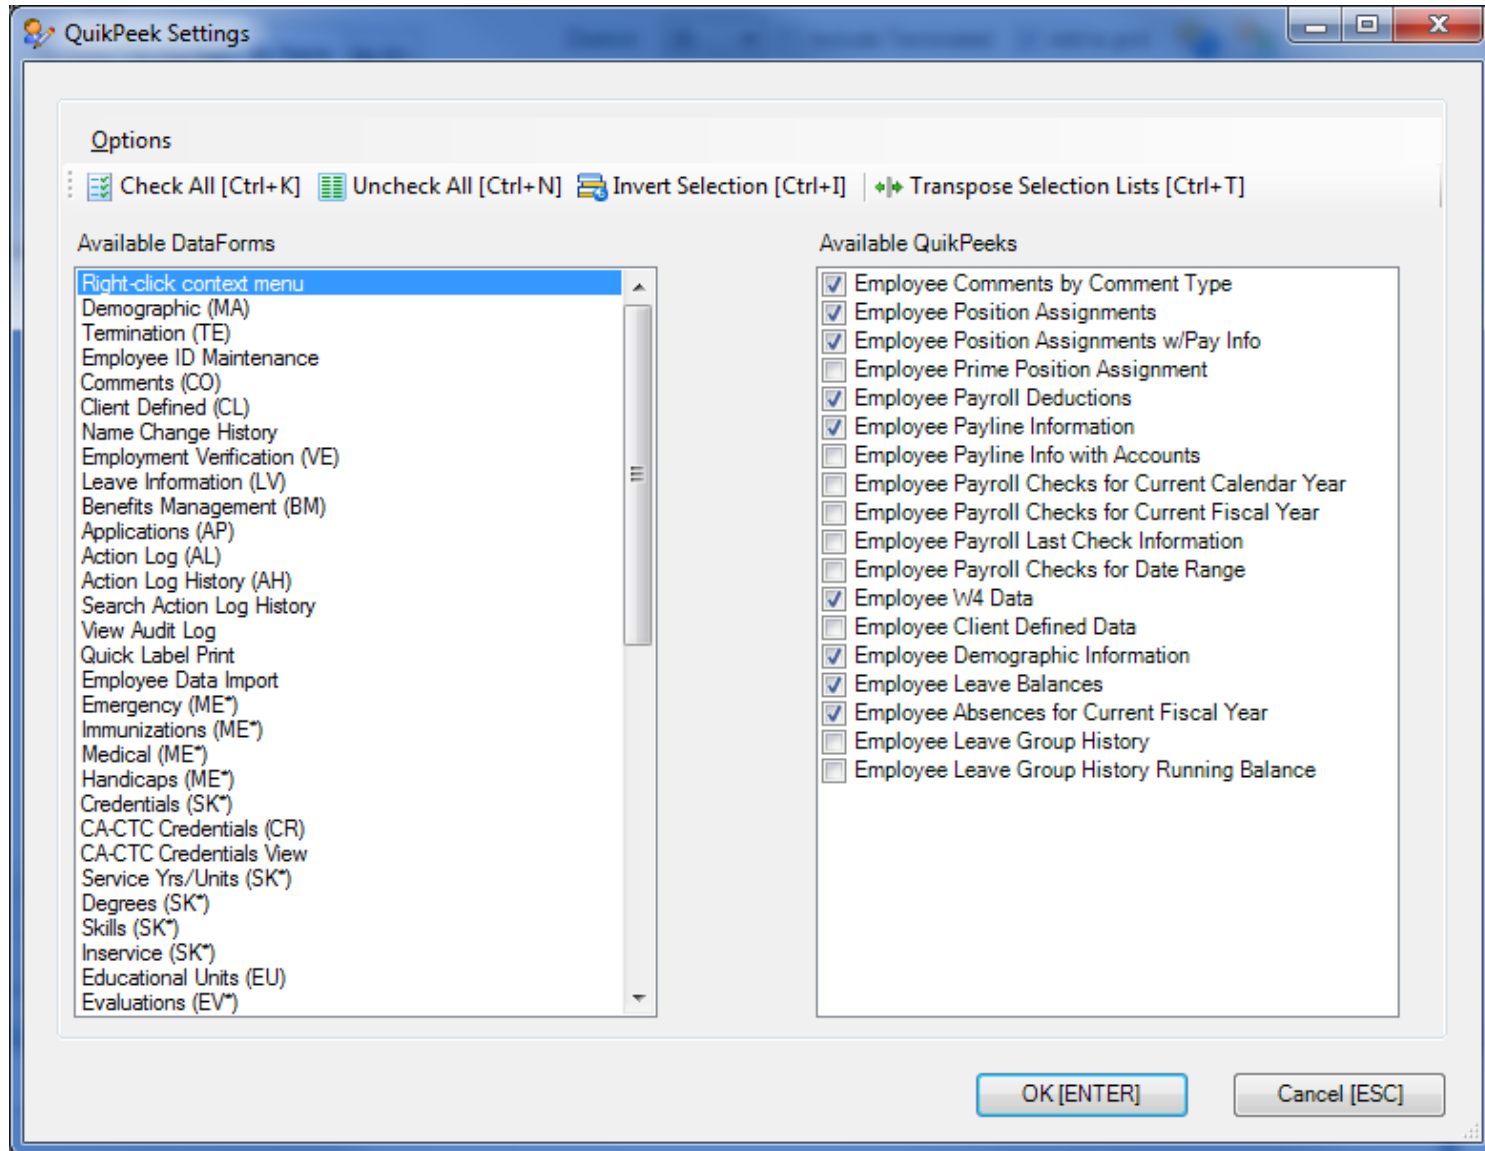 QuikPeek Settings
Options
Check All [Ctrl+K] Uncheck All [Ctrl+N] Invert Selection [Ctrl+I] Transpose Selection Lists [Ctrl+T]
Available DataForms
Right-click context menu
Demographic (MA)
Termination (TE)
Employee ID Maintenance
Comments (CO)
Client Defined (CL)
Name Change History
Employment Verification (VE)
Leave Information (LV)
Benefits Management (BM)
Applications (AP)
Action Log (AL)
Action Log History (AH)
Search Action Log History
View Audit Log
Quick Label Print
Employee Data Import
Emergency (ME*)
Immunizations (ME*)
Medical (ME*)
Handicaps (ME*)
Credentials (SK*)
CA-CTC Credentials (CR)
CA-CTC Credentials View
Service Yrs/Units (SK*)
Degrees (SK*)
Skills (SK*)
Inservice (SK*)
Educational Units (EU)
Evaluations (EV*)
Available QuikPeeks
Employee Comments by Comment Type
Employee Position Assignments
Employee Position Assignments w/Pay Info
Employee Prime Position Assignment
Employee Payroll Deductions
Employee Payline Information
Employee Payline Info with Accounts
Employee Payroll Checks for Current Calendar Year
Employee Payroll Checks for Current Fiscal Year
Employee Payroll Last Check Information
Employee Payroll Checks for Date Range
Employee W4 Data
Employee Client Defined Data
Employee Demographic Information
Employee Leave Balances
Employee Absences for Current Fiscal Year
Employee Leave Group History
Employee Leave Group History Running Balance
OK [ENTER]
Cancel [ESC]